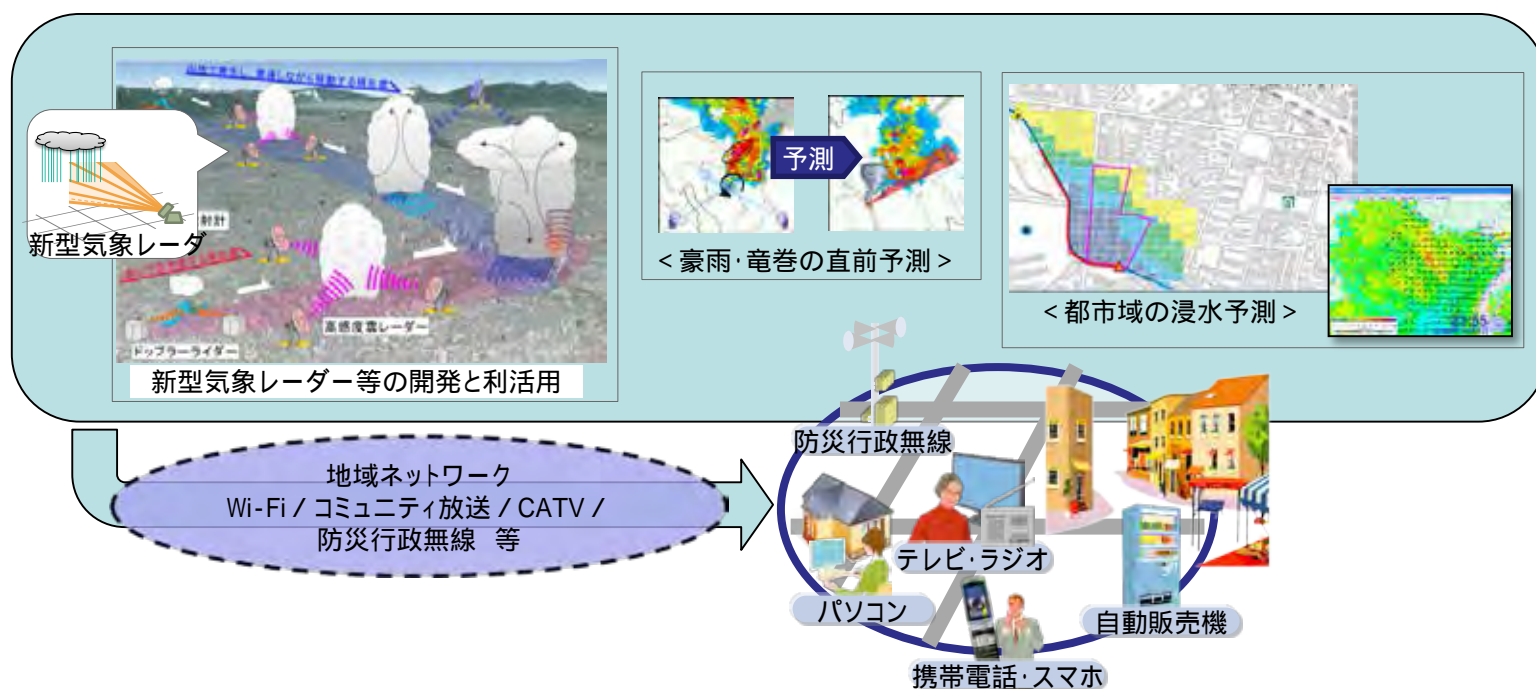 新型気象レーダ
射計
高感度雲レーダー
ドップラーライダー
新型気象レーダー等の開発と利活用
予測
<豪雨・竜巻の直前予測>
<都市域の浸水予測>
地域ネットワーク
Wi-Fi / コミュニティ放送 / CATV /
防災行政無線 等
防災行政無線
テレビ・ラジオ
パソコン
自動販売機
携帯電話・スマホ